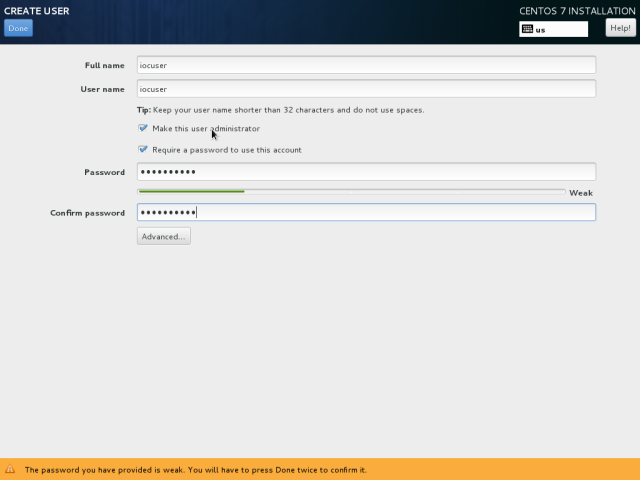 CREATE USER
CENTOS 7 INSTALLATION
Done
us
Help!
Full name
iocuser
User name
iocuser
Tip: Keep your user name shorter than 32 characters and do not use spaces.
Make this user administrator
Require a password to use this account
Password
••••••••••
Weak
Confirm password
••••••••••
Advanced...
The password you have provided is weak. You will have to press Done twice to confirm it.